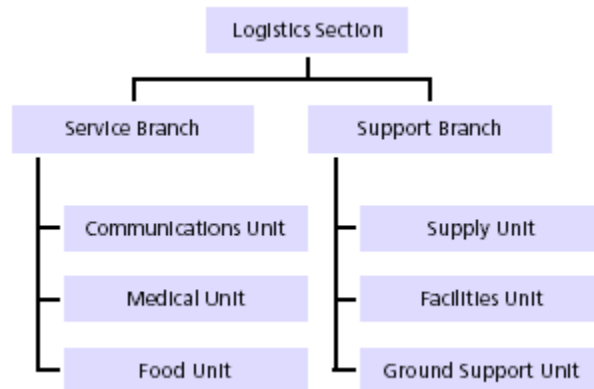 Logistics Section
Service Branch
Support Branch
Communications Unit
Supply Unit
Medical Unit
Facilities Unit
Food Unit
Ground Support Unit